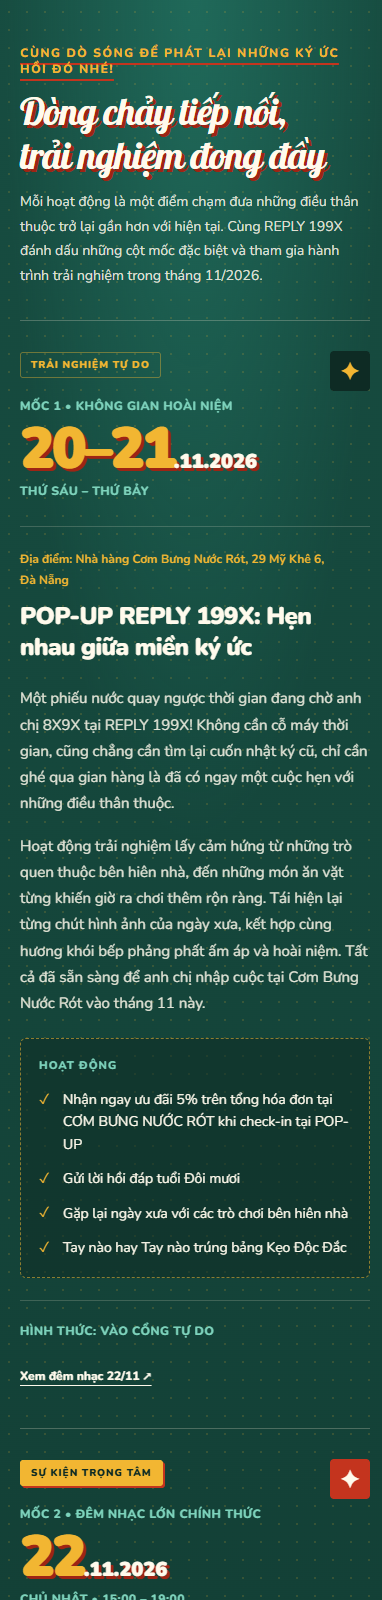 CÙNG DÒ SÓNG ĐỂ PHÁT LẠI NHỮNG KÝ ỨC
HỒI ĐÓ NHÉ!
Dòng chảy tiếp nối,
trải nghiệm đong đầy
Mỗi hoạt động là một điểm chạm đưa những điều thân
thuộc trở lại gần hơn với hiện tại. Cùng REPLY 199X
đánh dấu những cột mốc đặc biệt và tham gia hành
trình trải nghiệm trong tháng 11/2026.
TRẢI NGHIỆM TỰ DO
MỐC 1 • KHÔNG GIAN HOÀI NIỆM
20–21.11.2026
THỨ SÁU – THỨ BẢY
Địa điểm: Nhà hàng Cơm Bưng Nước Rót, 29 Mỹ Khê 6,
Đà Nẵng
POP-UP REPLY 199X: Hẹn
nhau giữa miền ký ức
Một phiếu nước quay ngược thời gian đang chờ anh
chị 8X9X tại REPLY 199X! Không cần cỗ máy thời
gian, cũng chẳng cần tìm lại cuốn nhật ký cũ, chỉ cần
ghé qua gian hàng là đã có ngay một cuộc hẹn với
những điều thân thuộc.
Hoạt động trải nghiệm lấy cảm hứng từ những trò
quen thuộc bên hiên nhà, đến những món ăn vặt
từng khiến giờ ra chơi thêm rộn ràng. Tái hiện lại
từng chút hình ảnh của ngày xưa, kết hợp cùng
hương khói bếp phảng phất ấm áp và hoài niệm. Tất
cả đã sẵn sàng để anh chị nhập cuộc tại Cơm Bưng
Nước Rót vào tháng 11 này.
HOẠT ĐỘNG
✓ Nhận ngay ưu đãi 5% trên tổng hóa đơn tại
CƠM BƯNG NƯỚC RÓT khi check-in tại POP-
UP
✓ Gửi lời hồi đáp tuổi Đôi mươi
✓ Gặp lại ngày xưa với các trò chơi bên hiên nhà
✓ Tay nào hay Tay nào trúng bảng Kẹo Độc Đắc
HÌNH THỨC: VÀO CỔNG TỰ DO
Xem đêm nhạc 22/11 ↗
SỰ KIỆN TRỌNG TÂM
MỐC 2 • ĐÊM NHẠC LỚN CHÍNH THỨC
22.11.2026
CHỦ NHẬT • 15:00 – 19:00